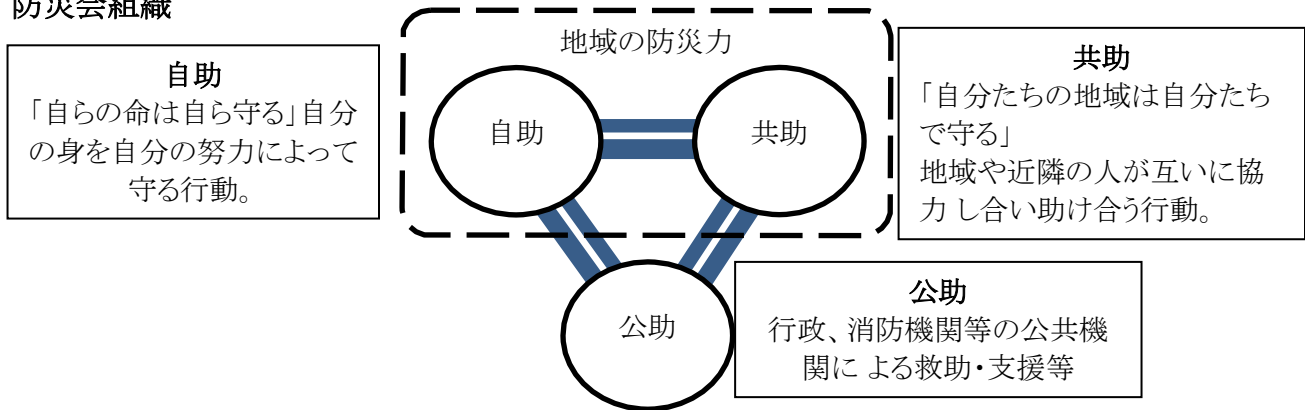 防災会組織
地域の防災力
自助
「自らの命は自ら守る」自分
の身を自分の努力によって
守る行動。
自助
共助
共助
「自分たちの地域は自分たち
で守る」
地域や近隣の人が互いに協
力 し合い助け合う行動。
公助
公助
行政、消防機関等の公共機
関に よる救助・支援等